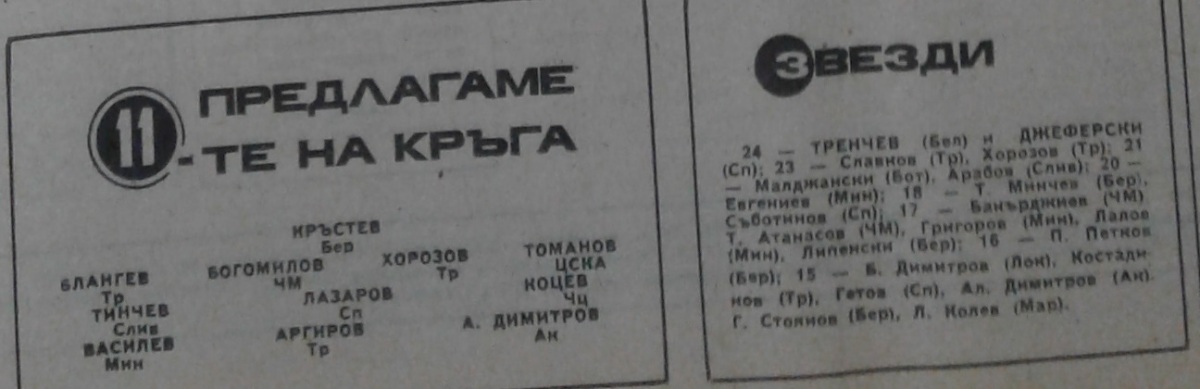 ПРЕДЛАГАМЕ
11-ТЕ НА КРЪГА
КРЪСТЕВ
Бер
БЛАНГЕВ БОГОМИЛОВ ХОРОЗОВ ТОМАНОВ
Тр ЧМ Тр ЦСКА
ТИНЧЕВ ЛАЗАРОВ КОЦЕВ
Слив Сп Чц
ВАСИЛЕВ АРГИРОВ А. ДИМИТРОВ
Мин Тр Ак
ЗВЕЗДИ
24 — ТРЕНЧЕВ (Бел) и ДЖЕФЕРСКИ
(Сп); 23 — Славнов (Тр), Хорозов (Тр); 21
— Малджански (Бот), Арабов (Слив); 20 —
Евгениев (Мин); 18 — Т. Минчев (Бер),
Съботинов (Сп); 17 — Бакърджиев (ЧМ)
Т. Атанасов (ЧМ), Григоров (Мин), Лалов
(Мин), Липенски (Бер); 16 — П. Петков
(Бер); 15 — Б. Димитров (Лок), Костади-
нов (Тр), Гетов (Сп), Ал. Димитров (Ак).
Г. Стоянов (Бер), Л. Колев (Мар).